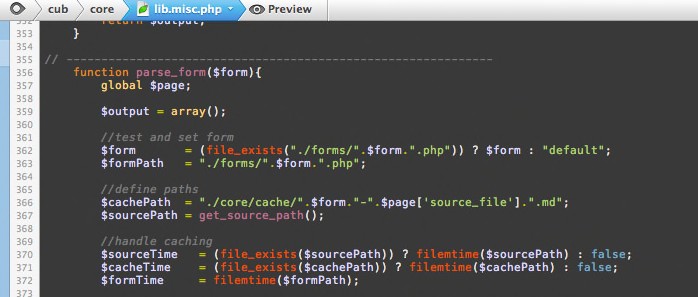 cub core lib.misc.php Preview
352 return $output;
353 }
354
355 // -------------------------------------------------------------
356 function parse_form($form){
357 global $page;
358
359 $output = array();
360
361 //test and set form
362 $form = (file_exists("./forms/".$form.".php")) ? $form : "default";
363 $formPath = "./forms/".$form.".php";
364
365 //define paths
366 $cachePath = "./core/cache/".$form."-".$page['source_file'].".md";
367 $sourcePath = get_source_path();
368
369 //handle caching
370 $sourceTime = (file_exists($sourcePath)) ? filemtime($sourcePath) : false;
371 $cacheTime = (file_exists($cachePath)) ? filemtime($cachePath) : false;
372 $formTime = filemtime($formPath);
373